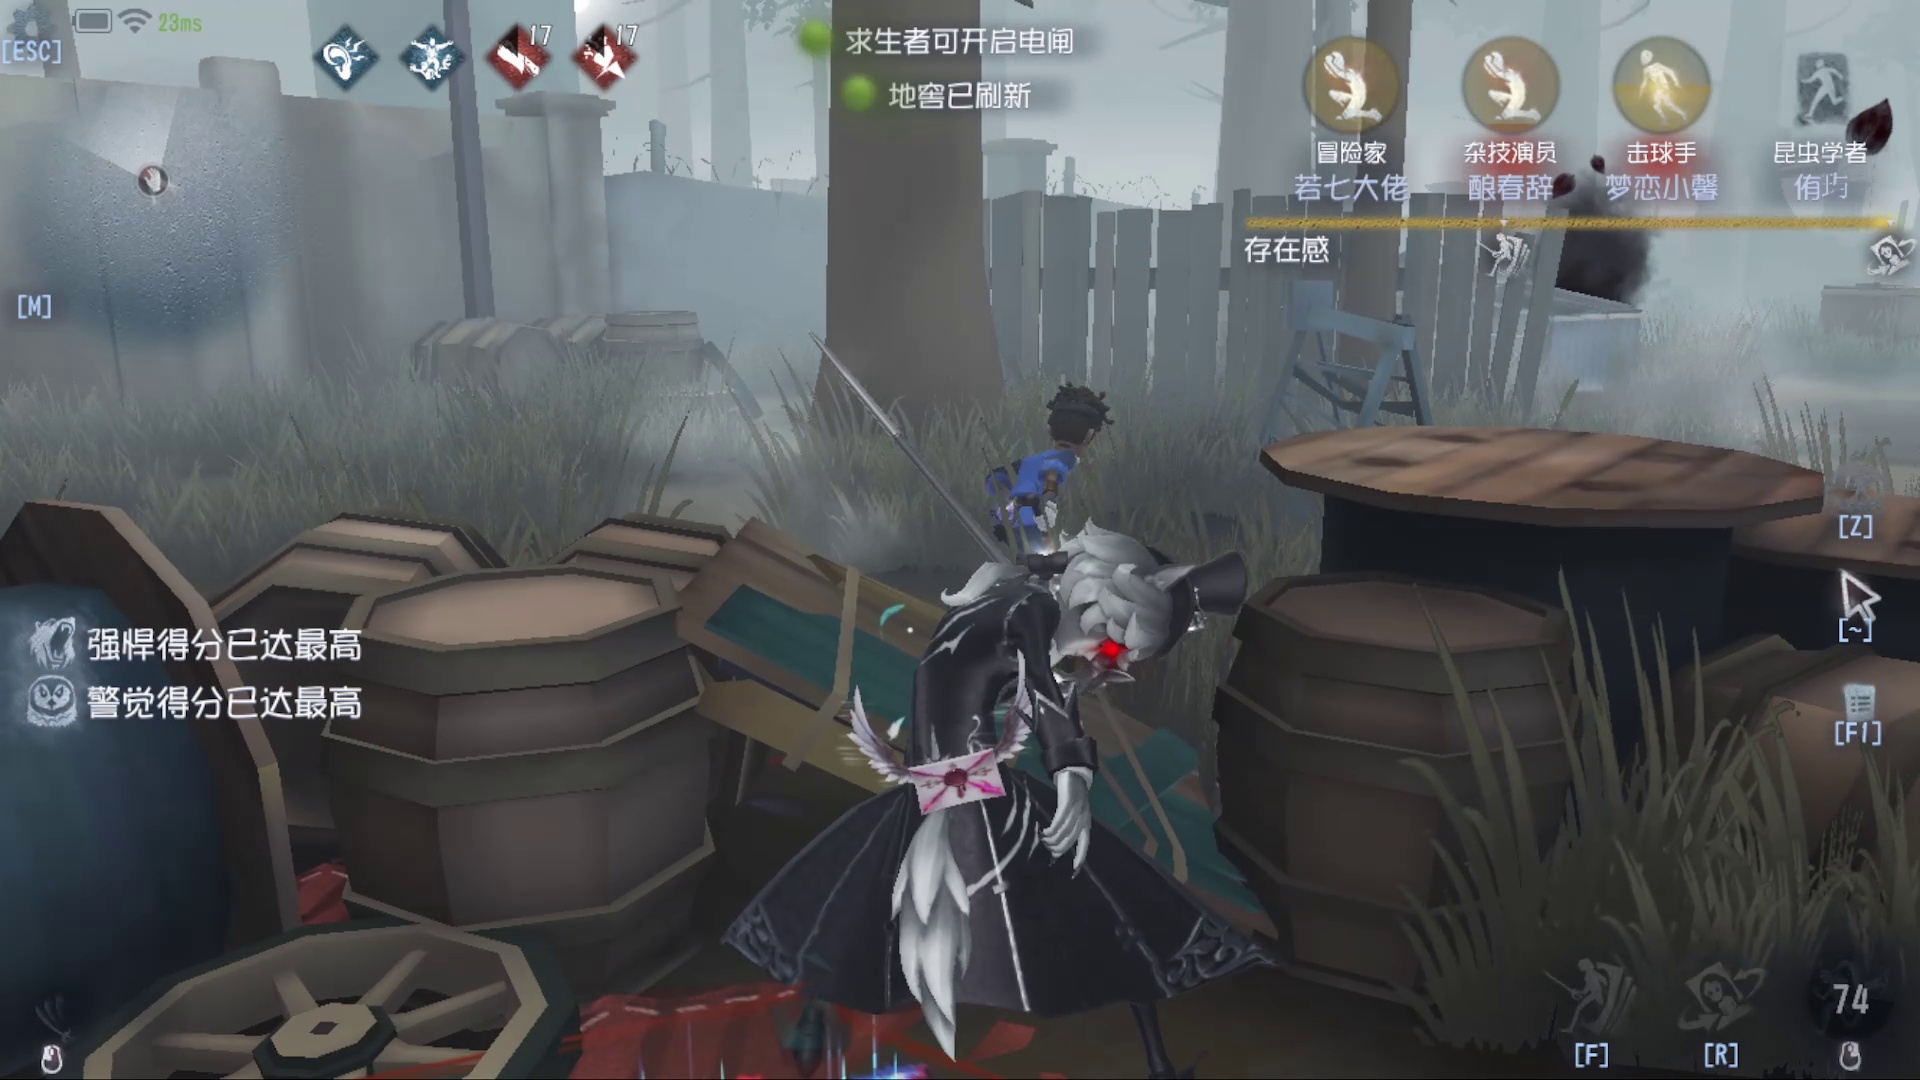 23ms
[ESC]
17
17
求生者可开启电闸
地窖已刷新
冒险家
杂技演员
击球手
昆虫学者
若七大佬
酿春辞
梦恋小馨
存在感
[M]
[Z]
[~]
[F1]
强悍得分已达最高
警觉得分已达最高
74
[F]
[R]